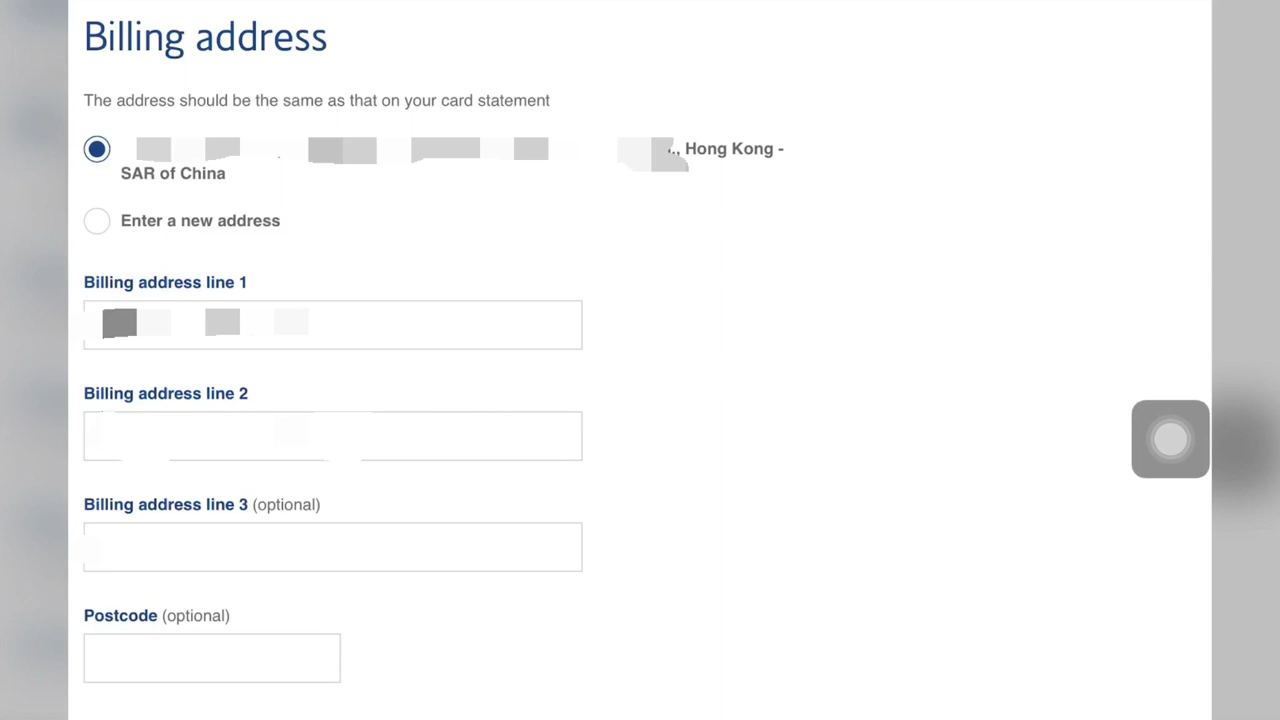 Billing address
The address should be the same as that on your card statement
, Hong Kong -
SAR of China
Enter a new address
Billing address line 1
Billing address line 2
Billing address line 3 (optional)
Postcode (optional)